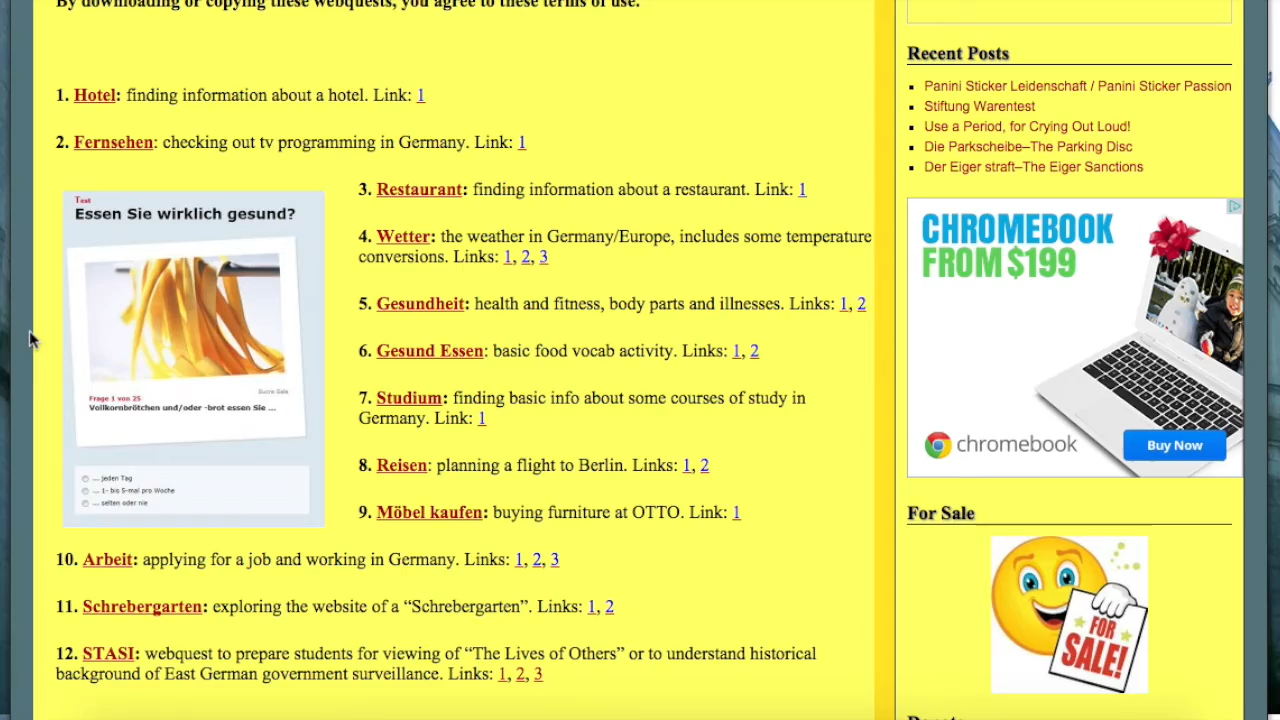 By downloading or copying these webquests, you agree to these terms of use.
1. Hotel: finding information about a hotel. Link: 1
2. Fernsehen: checking out tv programming in Germany. Link: 1
Test
Essen Sie wirklich gesund?
Sucre Sale
Frage 1 von 25
Vollkornbrötchen und/oder -brot essen Sie ...
... jeden Tag
... 1- bis 5-mal pro Woche
... selten oder nie
3. Restaurant: finding information about a restaurant. Link: 1
4. Wetter: the weather in Germany/Europe, includes some temperature
conversions. Links: 1, 2, 3
5. Gesundheit: health and fitness, body parts and illnesses. Links: 1, 2
6. Gesund Essen: basic food vocab activity. Links: 1, 2
7. Studium: finding basic info about some courses of study in
Germany. Link: 1
8. Reisen: planning a flight to Berlin. Links: 1, 2
9. Möbel kaufen: buying furniture at OTTO. Link: 1
10. Arbeit: applying for a job and working in Germany. Links: 1, 2, 3
11. Schrebergarten: exploring the website of a “Schrebergarten”. Links: 1, 2
12. STASI: webquest to prepare students for viewing of “The Lives of Others” or to understand historical
background of East German government surveillance. Links: 1, 2, 3
Recent Posts
Panini Sticker Leidenschaft / Panini Sticker Passion
Stiftung Warentest
Use a Period, for Crying Out Loud!
Die Parkscheibe–The Parking Disc
Der Eiger straft–The Eiger Sanctions
CHROMEBOOK
FROM $199
chromebook
Buy Now
For Sale
FOR
SALE!